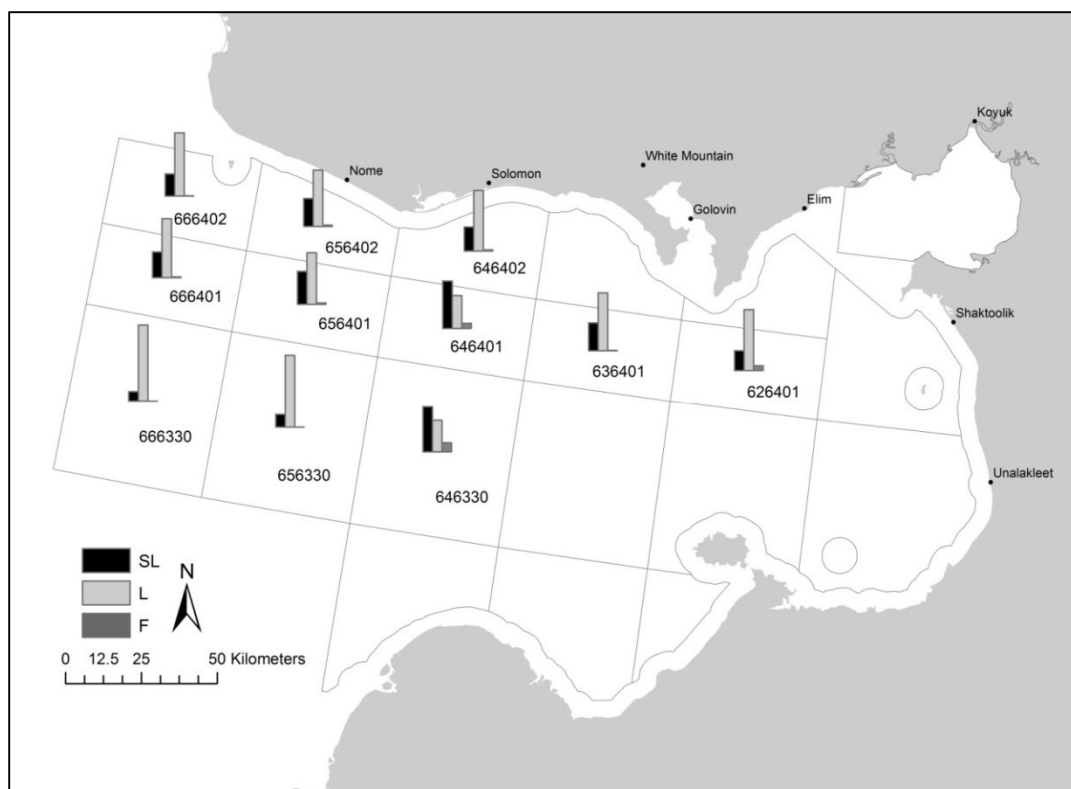 Koyuk
White Mountain
Nome
Solomon
Elim
Golovin
666402
656402
646402
666401
656401
Shaktoolik
646401
636401
626401
666330
656330
646330
Unalakleet
SL
L
F
N
0 12.5 25 50 Kilometers